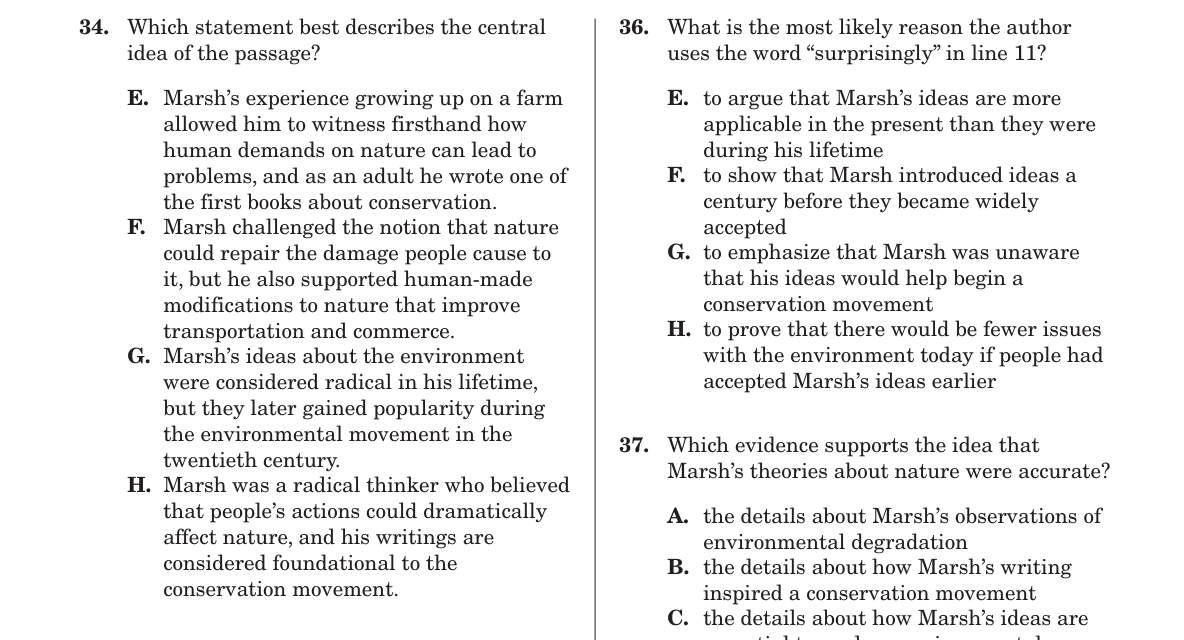 34. Which statement best describes the central
idea of the passage?
E. Marsh’s experience growing up on a farm
allowed him to witness firsthand how
human demands on nature can lead to
problems, and as an adult he wrote one of
the first books about conservation.
F. Marsh challenged the notion that nature
could repair the damage people cause to
it, but he also supported human-made
modifications to nature that improve
transportation and commerce.
G. Marsh’s ideas about the environment
were considered radical in his lifetime,
but they later gained popularity during
the environmental movement in the
twentieth century.
H. Marsh was a radical thinker who believed
that people’s actions could dramatically
affect nature, and his writings are
considered foundational to the
conservation movement.
36. What is the most likely reason the author
uses the word “surprisingly” in line 11?
E. to argue that Marsh’s ideas are more
applicable in the present than they were
during his lifetime
F. to show that Marsh introduced ideas a
century before they became widely
accepted
G. to emphasize that Marsh was unaware
that his ideas would help begin a
conservation movement
H. to prove that there would be fewer issues
with the environment today if people had
accepted Marsh’s ideas earlier
37. Which evidence supports the idea that
Marsh’s theories about nature were accurate?
A. the details about Marsh’s observations of
environmental degradation
B. the details about how Marsh’s writing
inspired a conservation movement
C. the details about how Marsh’s ideas are